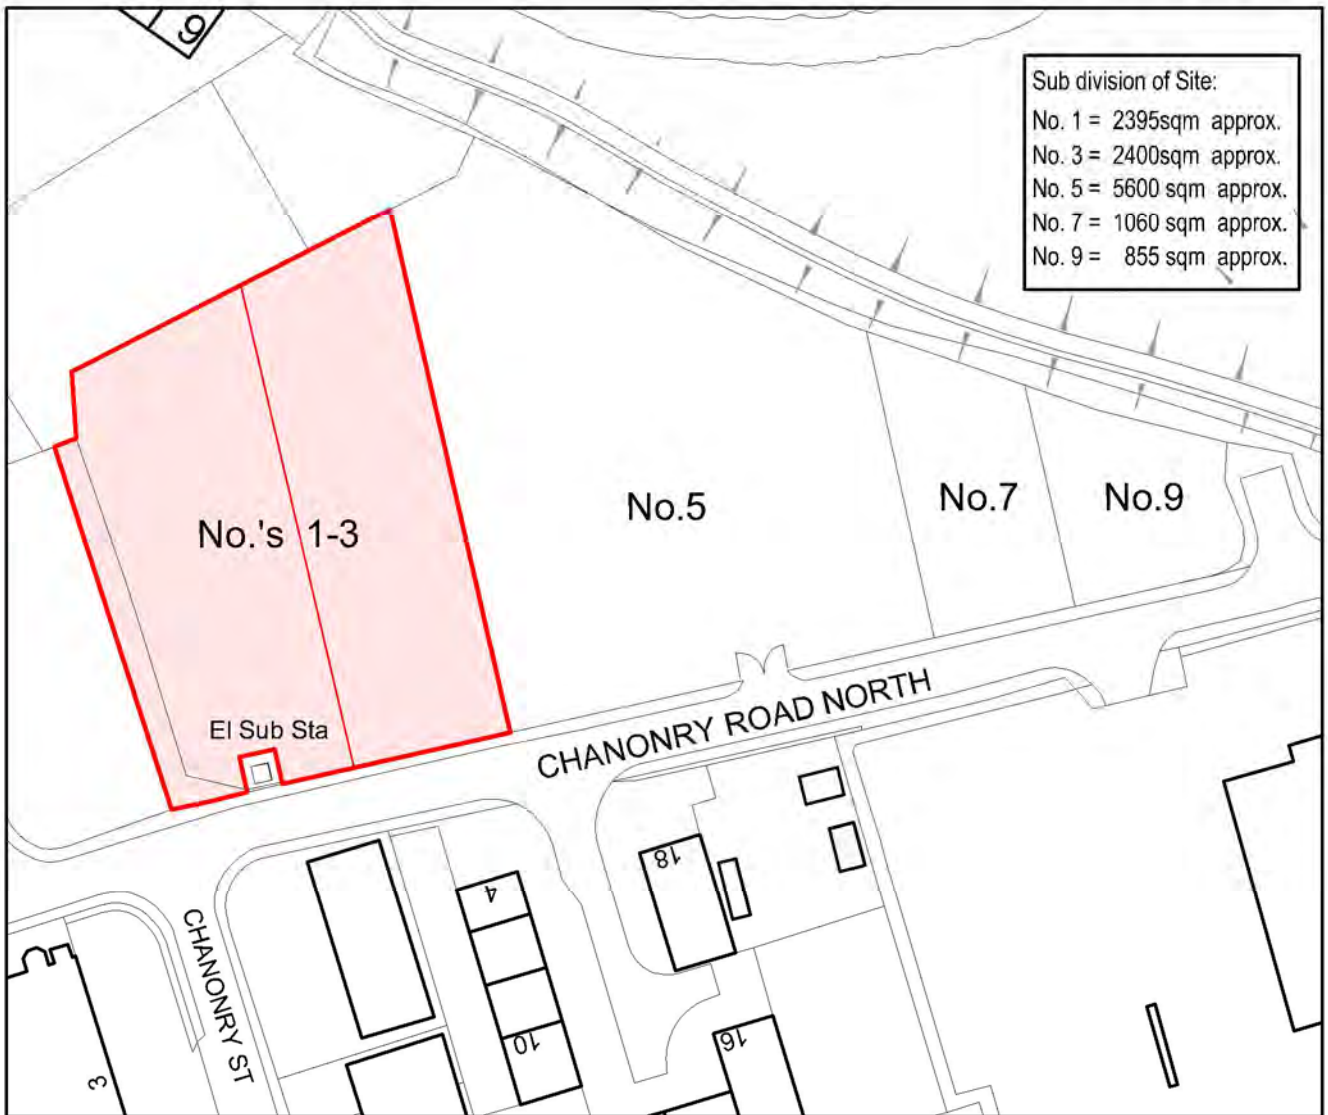 9
Sub division of Site:
No. 1 = 2395sqm approx.
No. 3 = 2400sqm approx.
No. 5 = 5600 sqm approx.
No. 7 = 1060 sqm approx.
No. 9 = 855 sqm approx.
No.'s 1-3
No.5
No.7
No.9
El Sub Sta
CHANONRY ROAD NORTH
18
4
CHANONRY ST
10
16
3